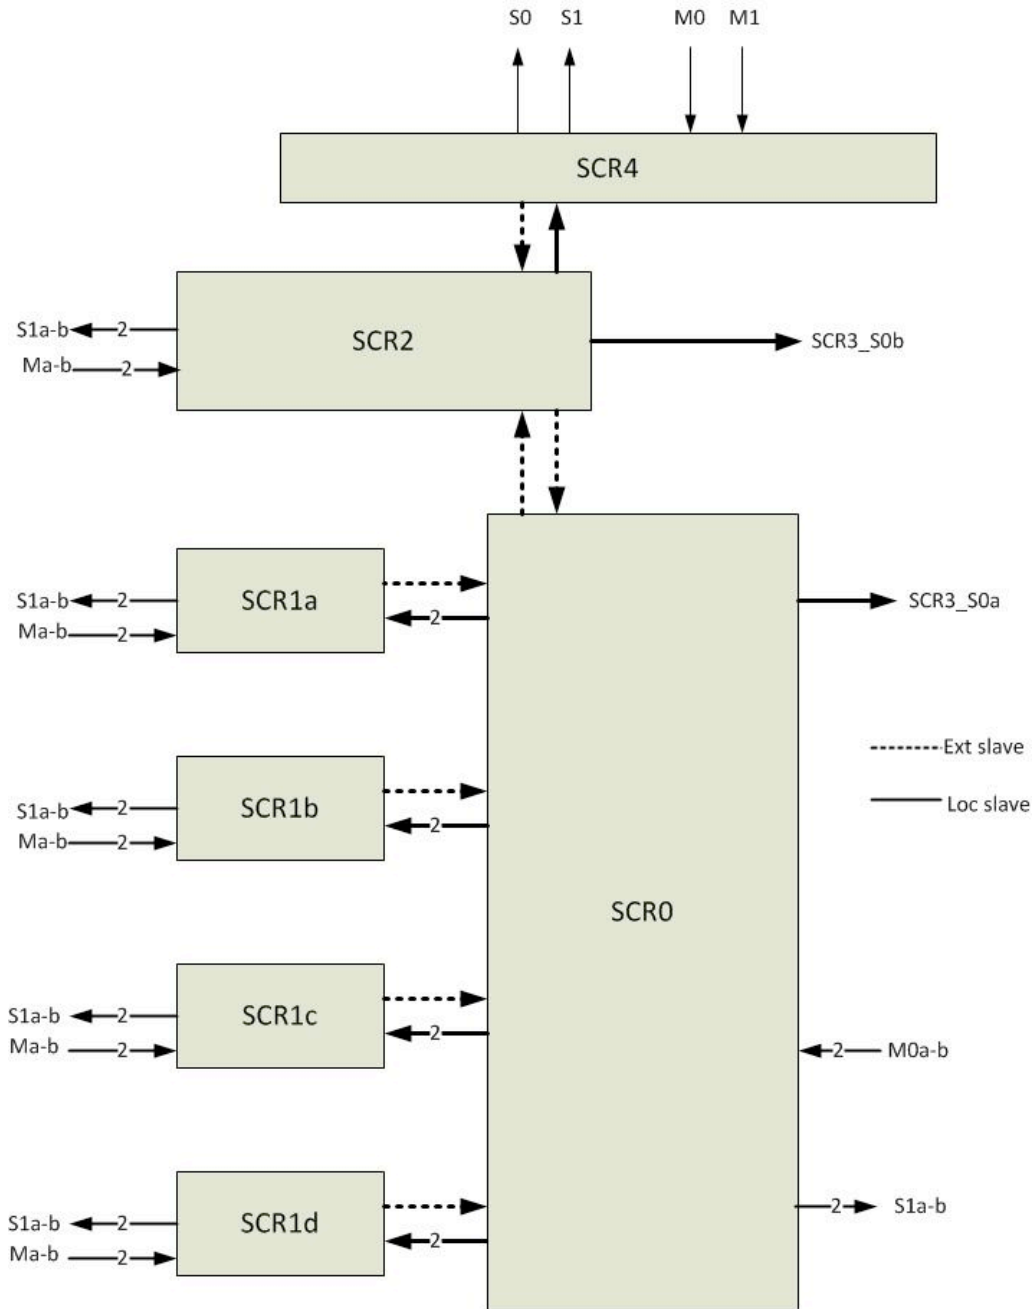 S0 S1 M0 M1
SCR4
SCR2
S1a-b 2
Ma-b 2
SCR3_S0b
SCR1a
S1a-b 2
Ma-b 2
2
SCR3_S0a
Ext slave
Loc slave
SCR1b
S1a-b 2
Ma-b 2
2
SCR0
SCR1c
S1a-b 2
Ma-b 2
2
2 M0a-b
SCR1d
S1a-b 2
Ma-b 2
2
2 S1a-b